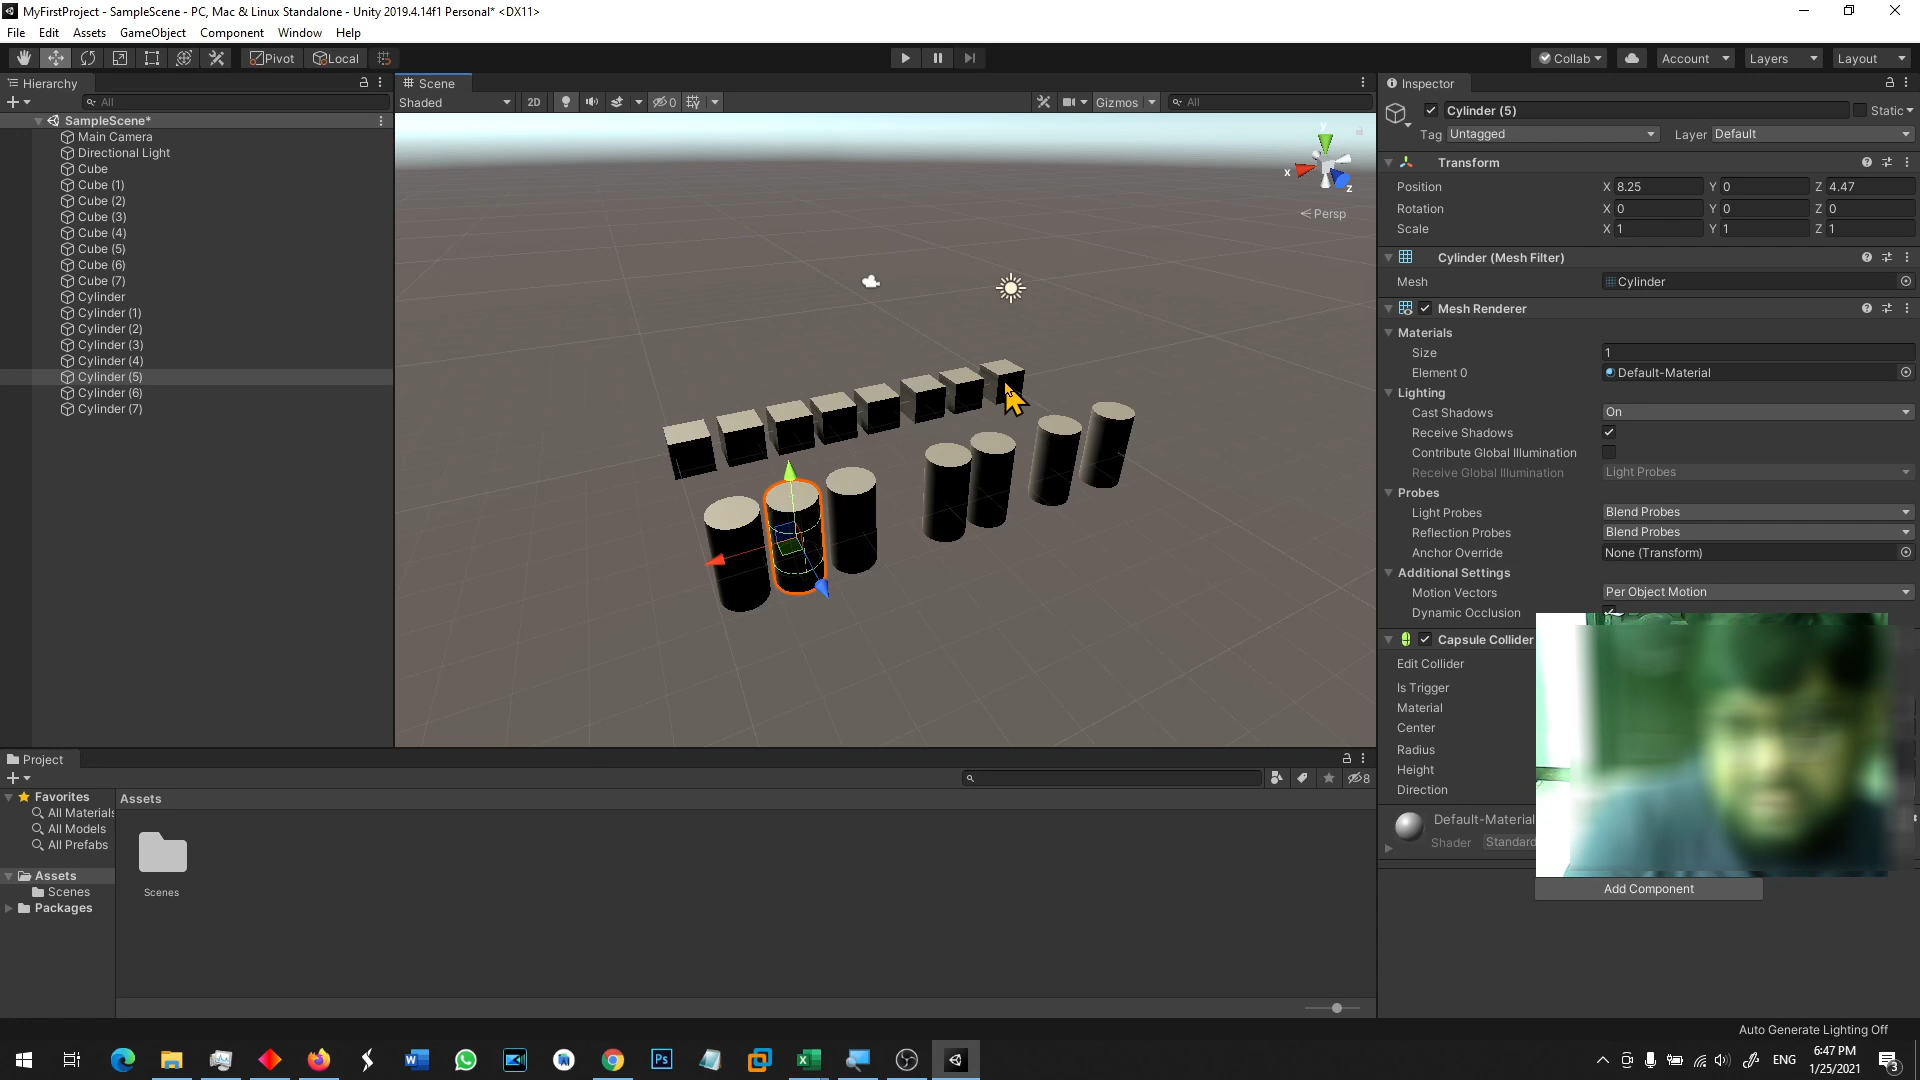 MyFirstProject - SampleScene - PC, Mac & Linux Standalone - Unity 2019.4.14f1 Personal* <DX11>
File Edit Assets GameObject Component Window Help
Pivot Local Collab Account Layers Layout
Hierarchy
All
SampleScene*
Main Camera
Directional Light
Cube
Cube (1)
Cube (2)
Cube (3)
Cube (4)
Cube (5)
Cube (6)
Cube (7)
Cylinder
Cylinder (1)
Cylinder (2)
Cylinder (3)
Cylinder (4)
Cylinder (5)
Cylinder (6)
Cylinder (7)
Scene
Shaded 2D 0 Gizmos All
y
x
z
Persp
Inspector
Cylinder (5) Static
Tag Untagged Layer Default
Transform
Position X 8.25 Y 0 Z 4.47
Rotation X 0 Y 0 Z 0
Scale X 1 Y 1 Z 1
Cylinder (Mesh Filter)
Mesh Cylinder
Mesh Renderer
Materials
Size 1
Element 0 Default-Material
Lighting
Cast Shadows On
Receive Shadows
Contribute Global Illumination
Receive Global Illumination Light Probes
Probes
Light Probes Blend Probes
Reflection Probes Blend Probes
Anchor Override None (Transform)
Additional Settings
Motion Vectors Per Object Motion
Dynamic Occlusion
Capsule Collider
Edit Collider
Is Trigger
Material
Center
Radius
Height
Direction
Default-Material
Shader Standard
Add Component
Project
8
Favorites
All Materials
All Models
All Prefabs
Assets
Scenes
Packages
Assets
Scenes
Auto Generate Lighting Off
ENG
6:47 PM
1/25/2021
3